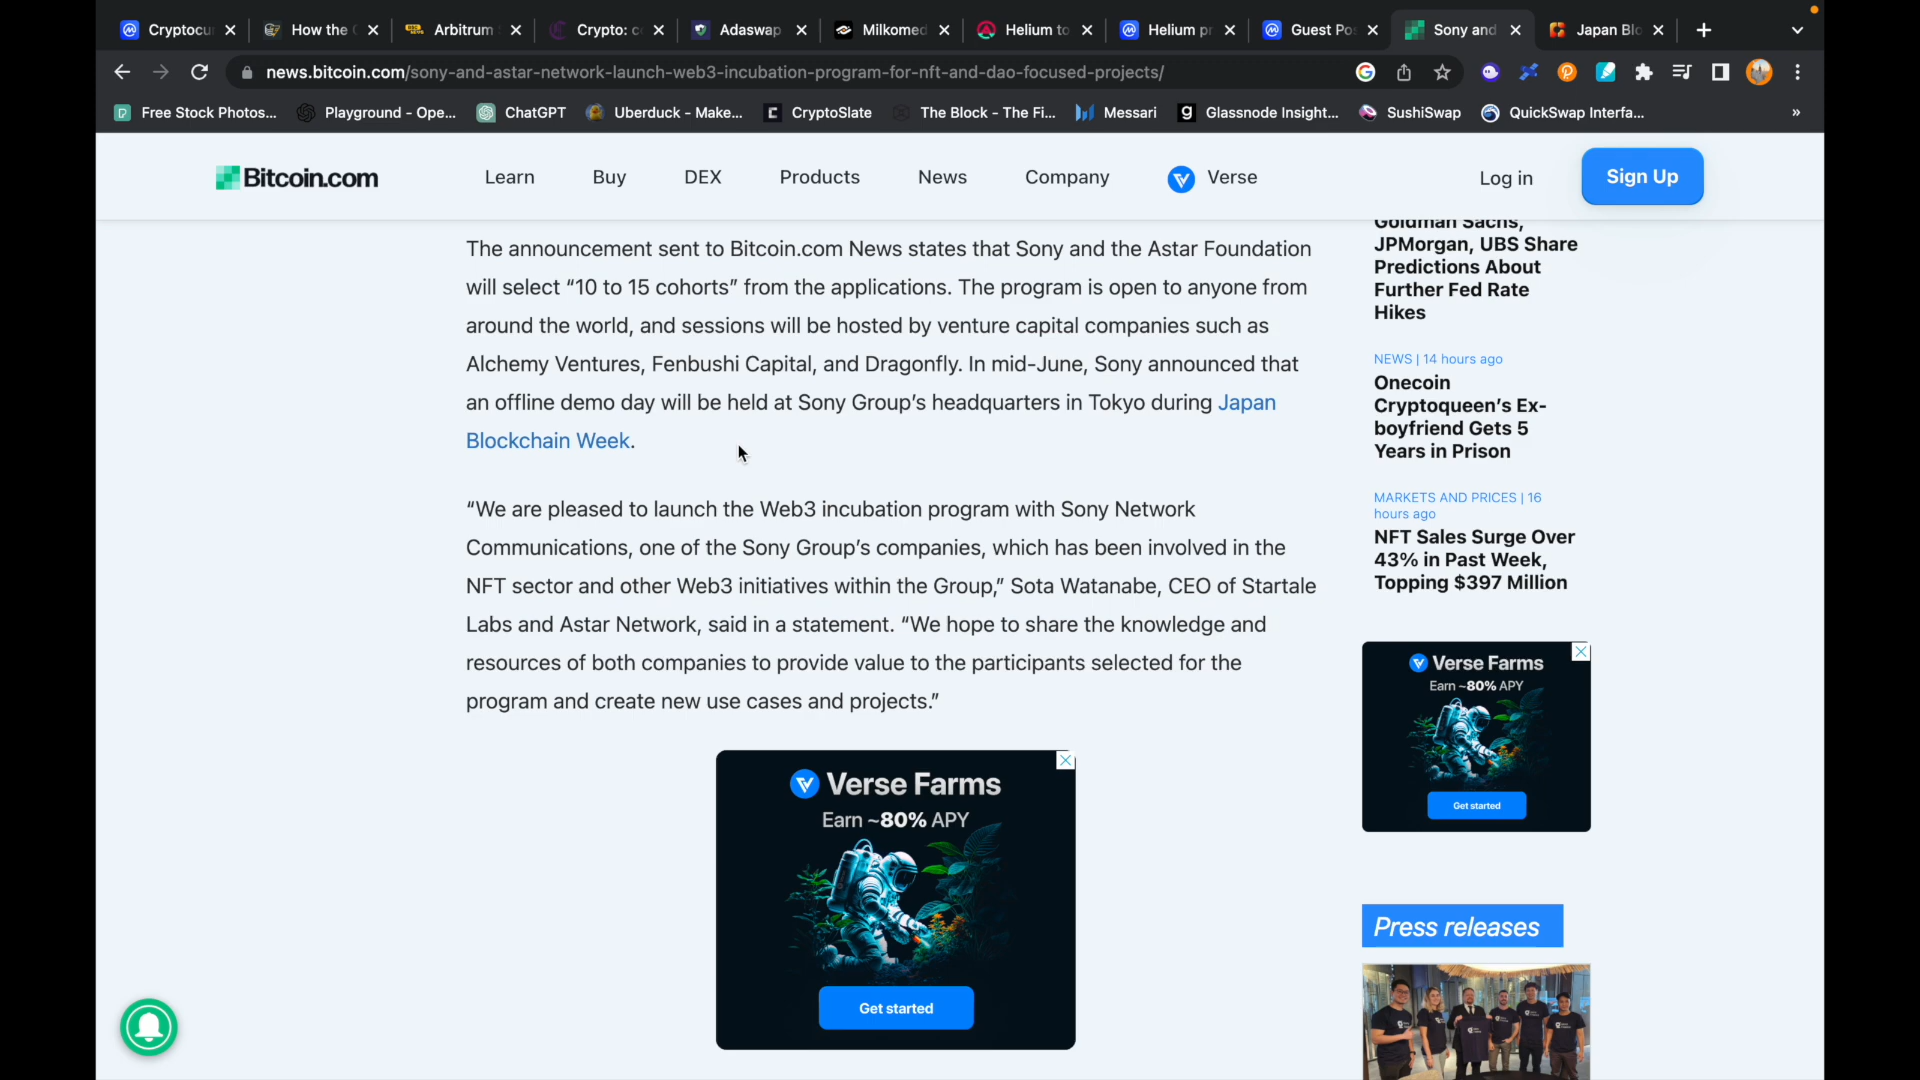 Cryptocur
How the
Arbitrum
Crypto: c
Adaswap
Milkomed
Helium to
Helium pr
Guest Pos
Sony and
Japan Blo
news.bitcoin.com/sony-and-astar-network-launch-web3-incubation-program-for-nft-and-dao-focused-projects/
Free Stock Photos...
Playground - Ope...
ChatGPT
Uberduck - Make...
CryptoSlate
The Block - The Fi...
Messari
Glassnode Insight...
SushiSwap
QuickSwap Interfa...
»
Bitcoin.com
Learn
Buy
DEX
Products
News
Company
Verse
Log in
Sign Up
The announcement sent to Bitcoin.com News states that Sony and the Astar Foundation
will select “10 to 15 cohorts” from the applications. The program is open to anyone from
around the world, and sessions will be hosted by venture capital companies such as
Alchemy Ventures, Fenbushi Capital, and Dragonfly. In mid-June, Sony announced that
an offline demo day will be held at Sony Group’s headquarters in Tokyo during Japan
Blockchain Week.
“We are pleased to launch the Web3 incubation program with Sony Network
Communications, one of the Sony Group’s companies, which has been involved in the
NFT sector and other Web3 initiatives within the Group,” Sota Watanabe, CEO of Startale
Labs and Astar Network, said in a statement. “We hope to share the knowledge and
resources of both companies to provide value to the participants selected for the
program and create new use cases and projects.”
Verse Farms
Earn ~80% APY
Get started
Goldman Sachs,
JPMorgan, UBS Share
Predictions About
Further Fed Rate
Hikes
NEWS | 14 hours ago
Onecoin
Cryptoqueen’s Ex-
boyfriend Gets 5
Years in Prison
MARKETS AND PRICES | 16
hours ago
NFT Sales Surge Over
43% in Past Week,
Topping $397 Million
Verse Farms
Earn ~80% APY
Get started
Press releases